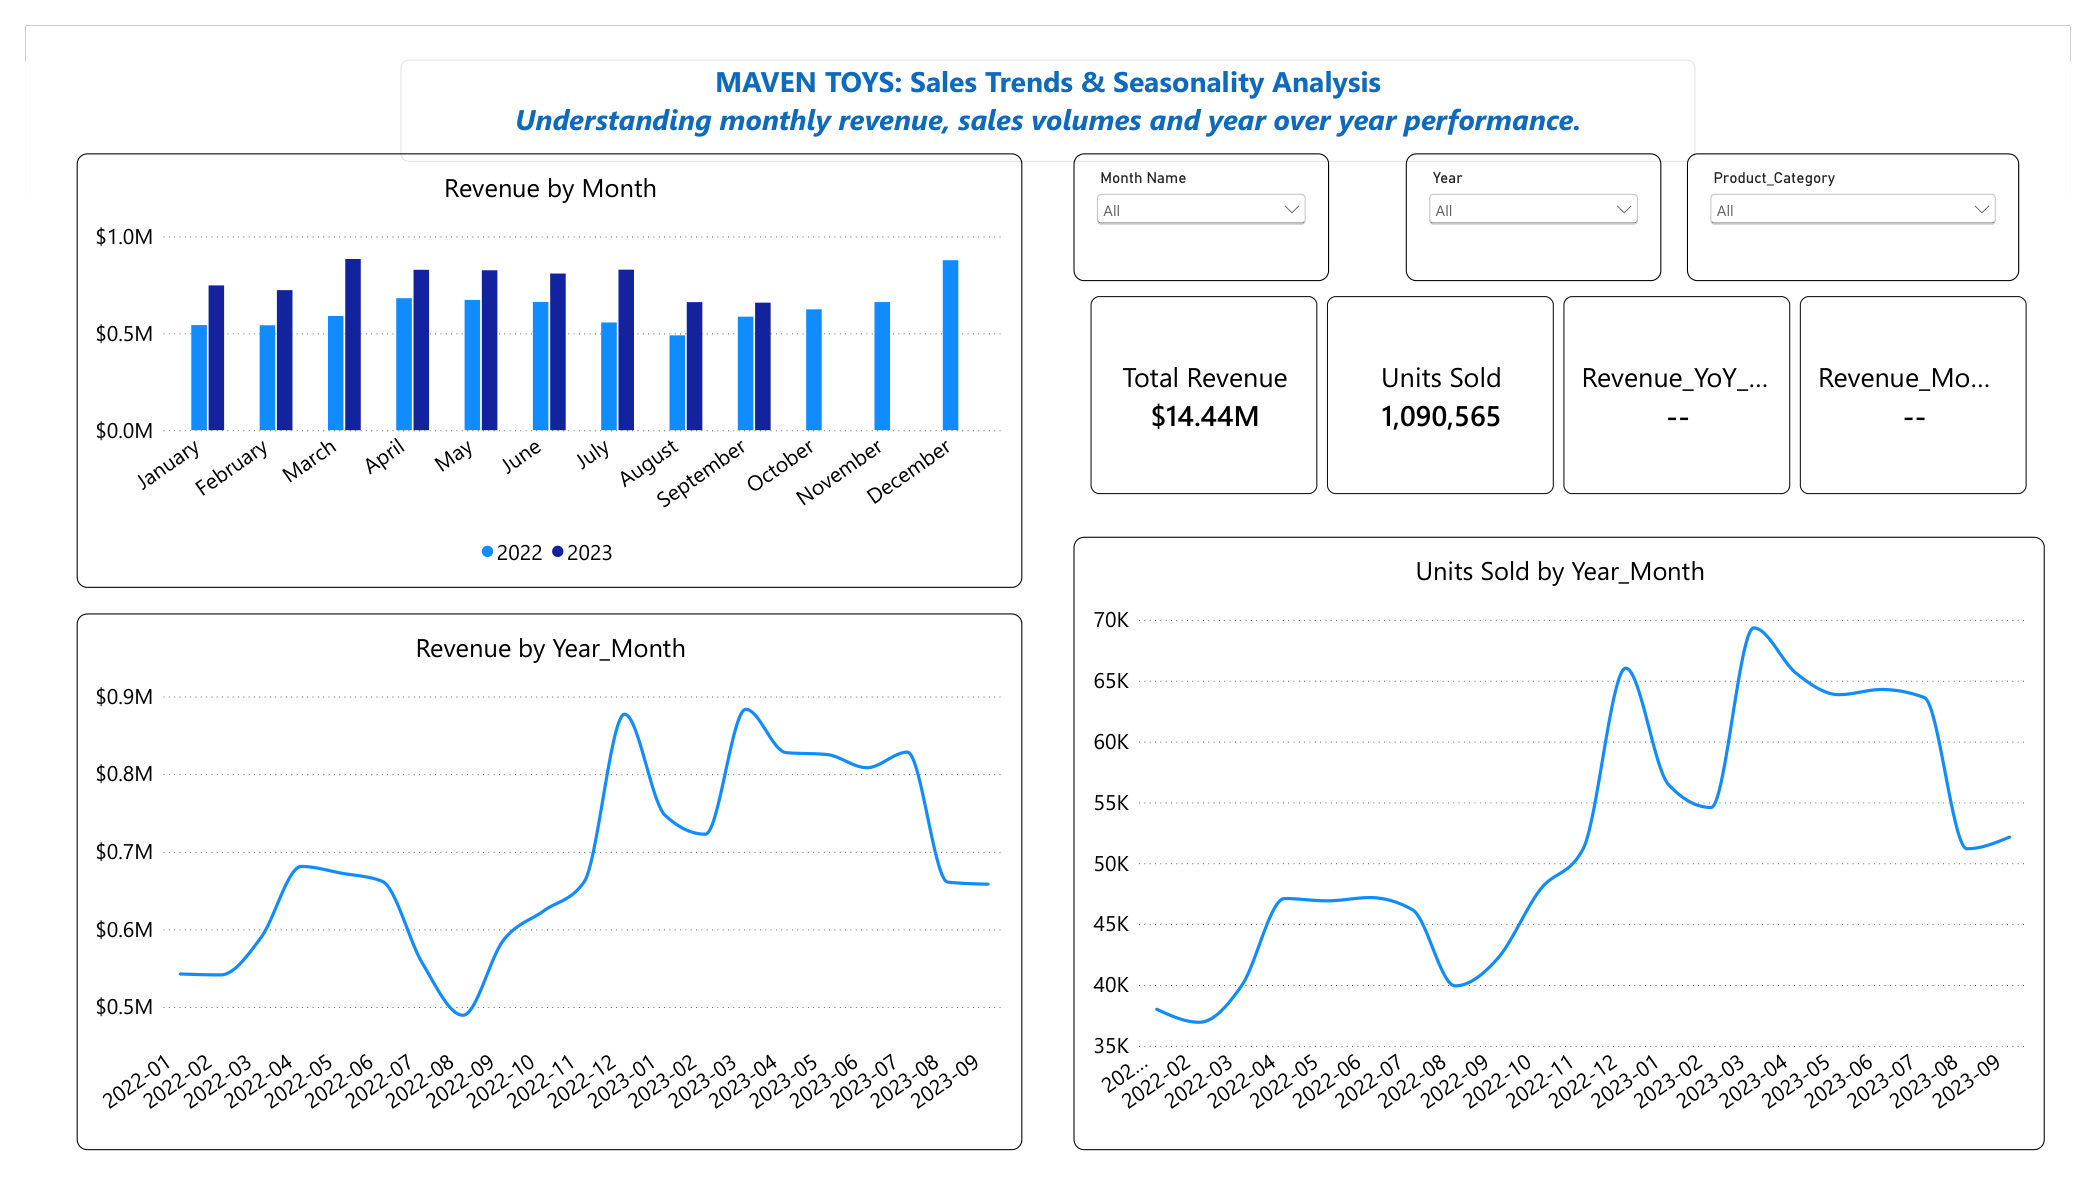 MAVEN TOYS: Sales Trends & Seasonality Analysis
Understanding monthly revenue, sales volumes and year over year performance.
Revenue by Month
$1.0M
$0.5M
$0.0M
January
February
March
April
May
June
July
August
September
October
November
December
2022
2023
Month Name
All
Year
All
Product_Category
All
Total Revenue
$14.44M
Units Sold
1,090,565
Revenue_YoY_...
--
Revenue_Mo...
--
Revenue by Year_Month
$0.9M
$0.8M
$0.7M
$0.6M
$0.5M
2022-01
2022-02
2022-03
2022-04
2022-05
2022-06
2022-07
2022-08
2022-09
2022-10
2022-11
2022-12
2023-01
2023-02
2023-03
2023-04
2023-05
2023-06
2023-07
2023-08
2023-09
Units Sold by Year_Month
70K
65K
60K
55K
50K
45K
40K
35K
202...
2022-02
2022-03
2022-04
2022-05
2022-06
2022-07
2022-08
2022-09
2022-10
2022-11
2022-12
2023-01
2023-02
2023-03
2023-04
2023-05
2023-06
2023-07
2023-08
2023-09